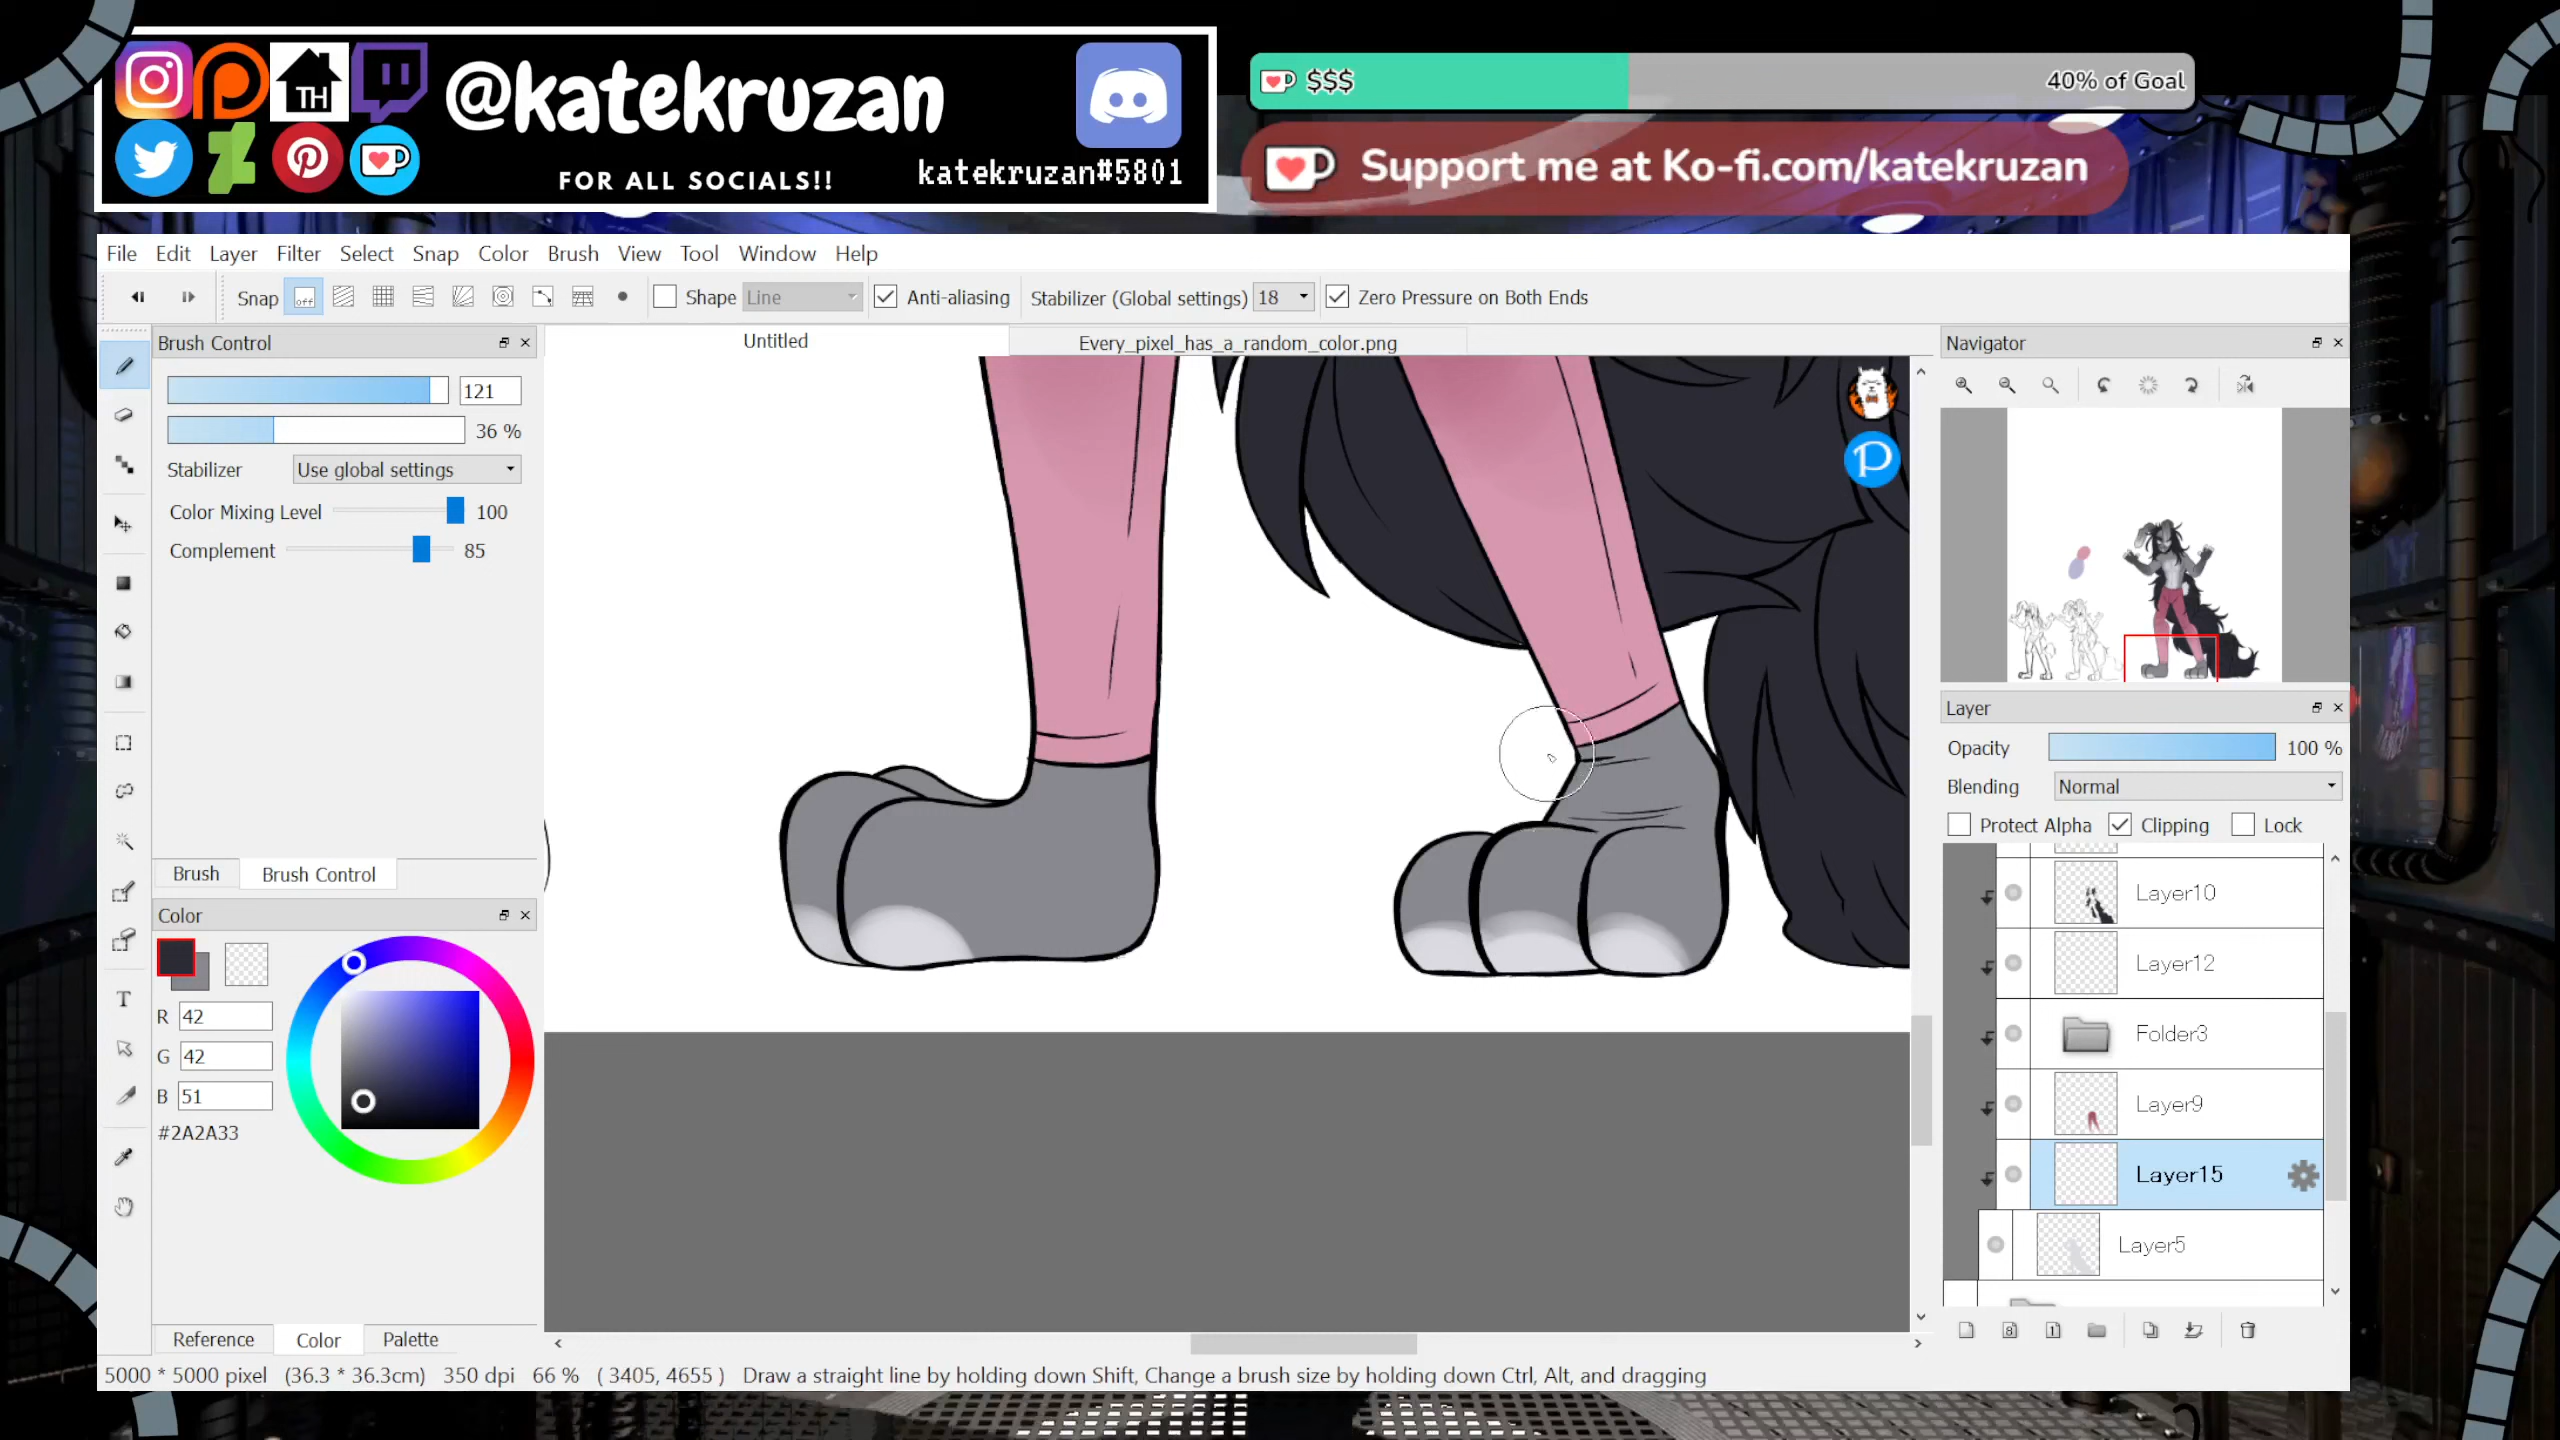 @katekruzan
FOR ALL SOCIALS!!
katekruzan#5801
TH
$$$
40% of Goal
Support me at Ko-fi.com/katekruzan
File Edit Layer Filter Select Snap Color Brush View Tool Window Help
Snap off Shape Line Anti-aliasing Stabilizer (Global settings) 18 Zero Pressure on Both Ends
Brush Control
Untitled
Every_pixel_has_a_random_color.png
Navigator
121
36 %
Stabilizer Use global settings
Color Mixing Level 100
Complement 85
Brush
Brush Control
Color
R 42
G 42
B 51
#2A2A33
Reference Color Palette
Layer
Opacity 100 %
Blending Normal
Protect Alpha Clipping Lock
Layer10
Layer12
Folder3
Layer9
Layer15
Layer5
8
1
T
P
5000 * 5000 pixel (36.3 * 36.3cm) 350 dpi 66 % ( 3405, 4655 ) Draw a straight line by holding down Shift, Change a brush size by holding down Ctrl, Alt, and dragging